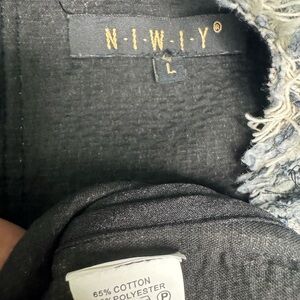 N·I·W·I·Y®
L
65% COTTON
POLYESTER
P